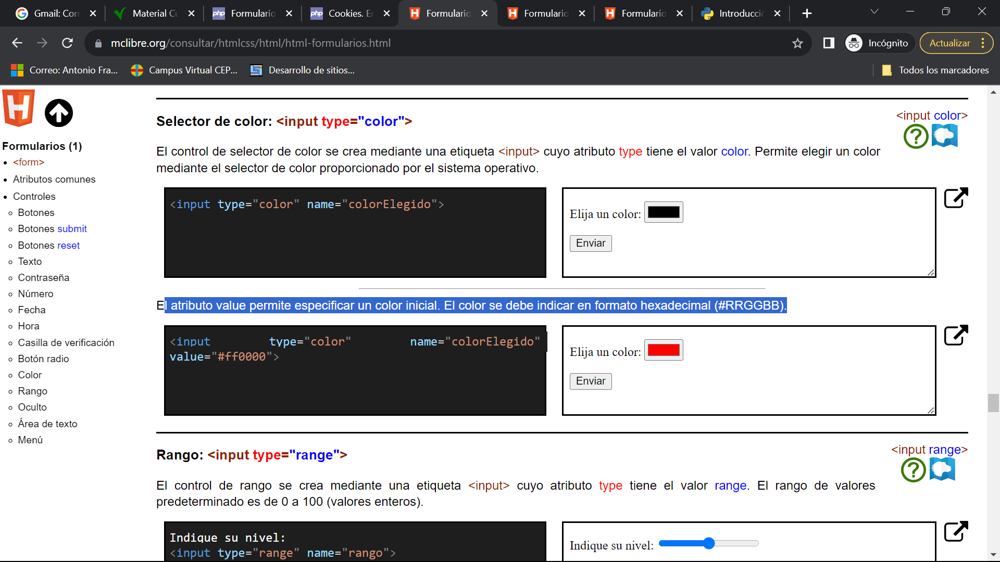 Gmail: Corr
Material Cu
php
Formulario
php
Cookies. En
Formulario
Formulario
Formulario
Introducció
mclibre.org/consultar/htmlcss/html/html-formularios.html
Incógnito
Actualizar
Correo: Antonio Fra...
Campus Virtual CEP...
Desarrollo de sitios...
Todos los marcadores
Formularios (1)
<form>
Atributos comunes
Controles
Botones
Botones submit
Botones reset
Texto
Contraseña
Número
Fecha
Hora
Casilla de verificación
Botón radio
Color
Rango
Oculto
Área de texto
Menú
Selector de color: <input type="color">
<input color>
El control de selector de color se crea mediante una etiqueta <input> cuyo atributo type tiene el valor color. Permite elegir un color
mediante el selector de color proporcionado por el sistema operativo.
<input type="color" name="colorElegido">
Elija un color:
Enviar
El atributo value permite especificar un color inicial. El color se debe indicar en formato hexadecimal (#RRGGBB).
<input type="color" name="colorElegido"
value="#ff0000">
Elija un color:
Enviar
Rango: <input type="range">
<input range>
El control de rango se crea mediante una etiqueta <input> cuyo atributo type tiene el valor range. El rango de valores
predeterminado es de 0 a 100 (valores enteros).
Indique su nivel:
<input type="range" name="rango">
Indique su nivel: